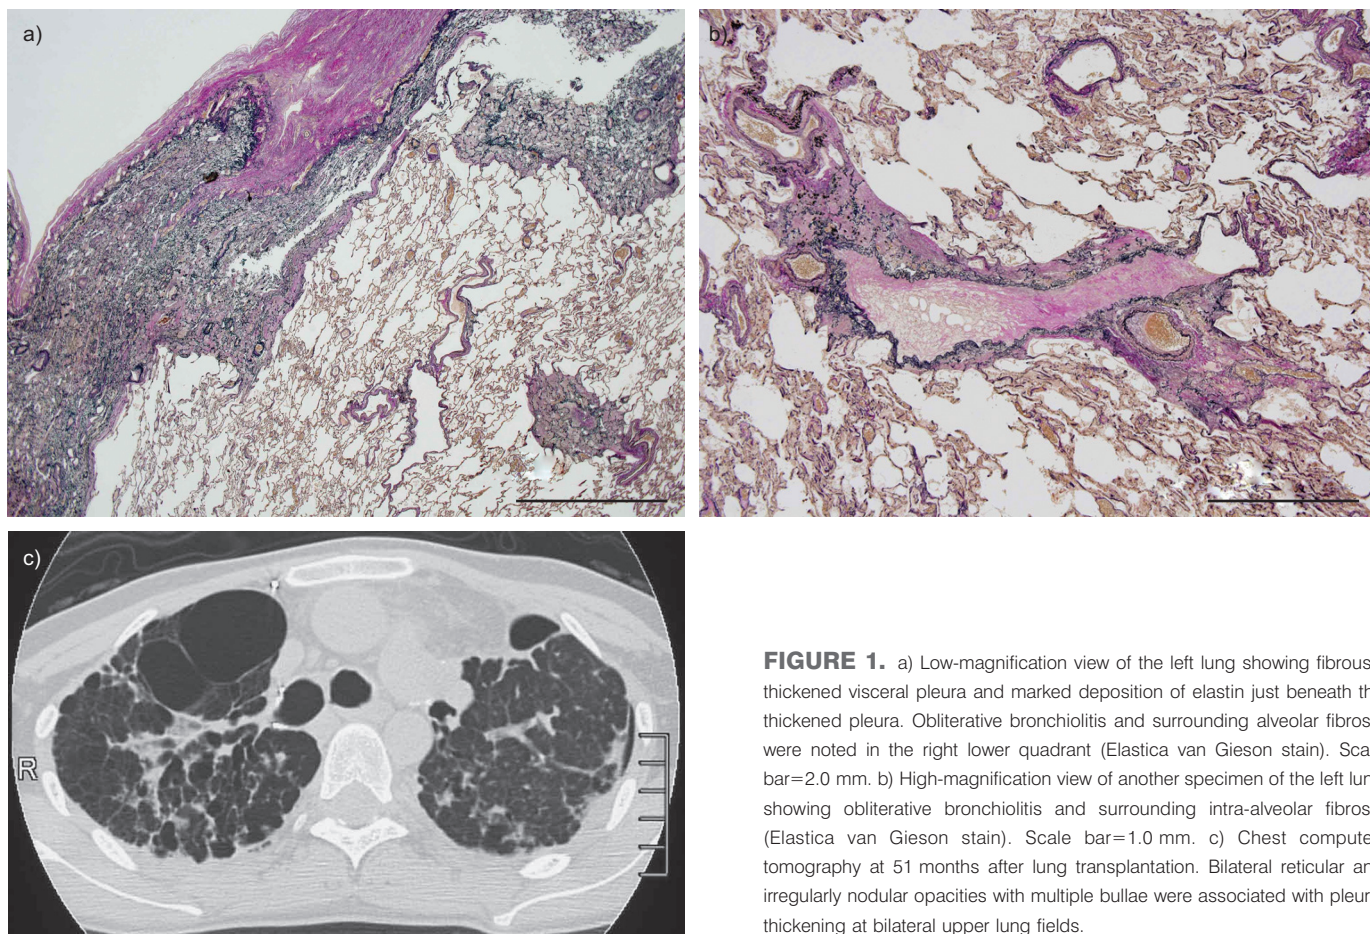 a)
b)
c)
R
FIGURE 1. a) Low-magnification view of the left lung showing fibrous
thickened visceral pleura and marked deposition of elastin just beneath th
thickened pleura. Obliterative bronchiolitis and surrounding alveolar fibros
were noted in the right lower quadrant (Elastica van Gieson stain). Sca
bar=2.0 mm. b) High-magnification view of another specimen of the left lun
showing obliterative bronchiolitis and surrounding intra-alveolar fibros
(Elastica van Gieson stain). Scale bar=1.0 mm. c) Chest compute
tomography at 51 months after lung transplantation. Bilateral reticular an
irregularly nodular opacities with multiple bullae were associated with pleur
thickening at bilateral upper lung fields.